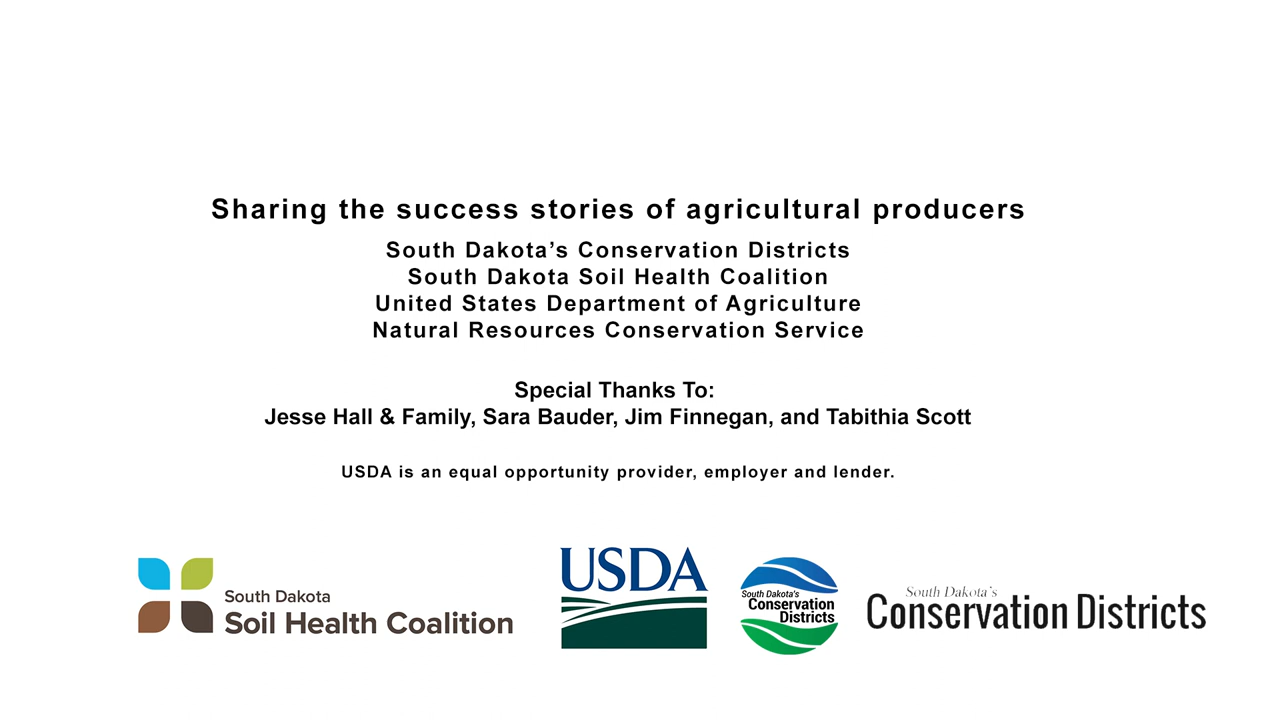 Sharing the success stories of agricultural producers
South Dakota’s Conservation Districts
South Dakota Soil Health Coalition
United States Department of Agriculture
Natural Resources Conservation Service
Special Thanks To:
Jesse Hall & Family, Sara Bauder, Jim Finnegan, and Tabithia Scott
USDA is an equal opportunity provider, employer and lender.
South Dakota
Soil Health Coalition
USDA
South Dakota's
Conservation
Districts
South Dakota's
Conservation Districts